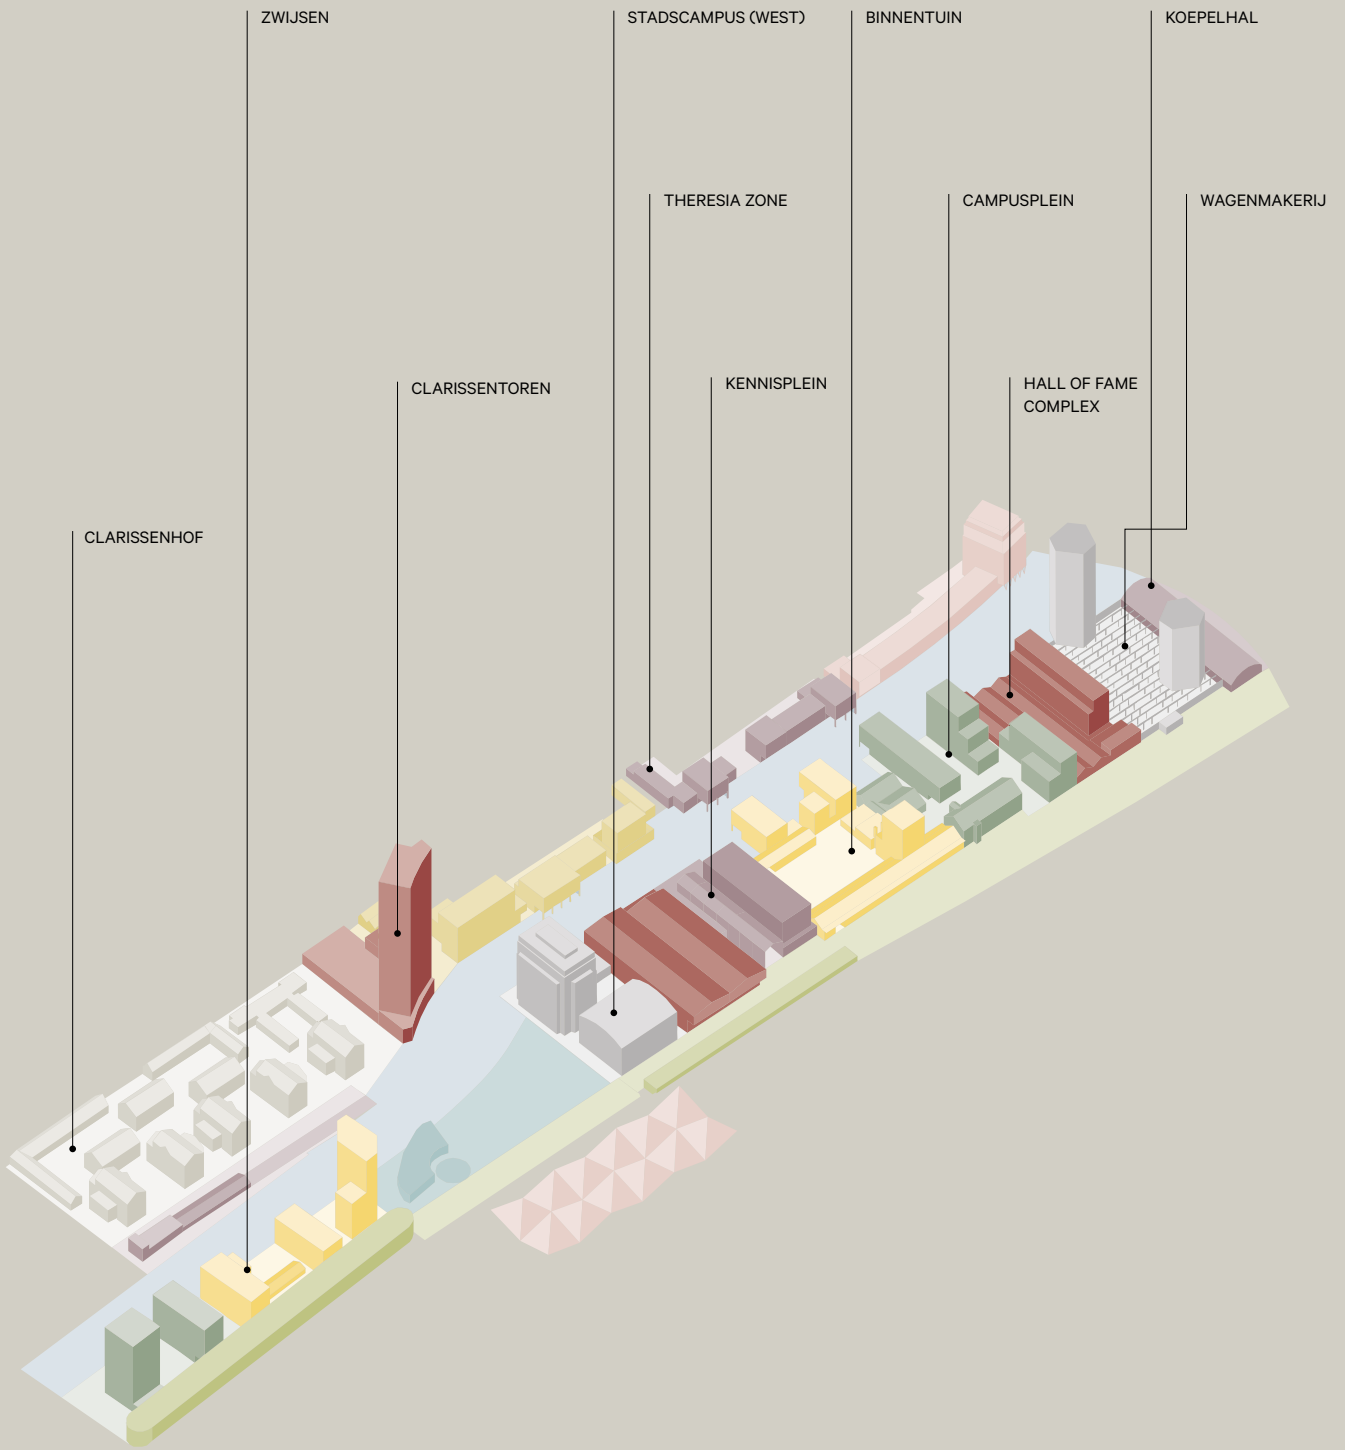 ZWIJSEN
STADSCAMPUS (WEST)
BINNENTUIN
KOEPELHAL
THERESIA ZONE
CAMPUSPLEIN
WAGENMAKERIJ
CLARISSENTOREN
KENNISPLEIN
HALL OF FAME
COMPLEX
CLARISSENHOF